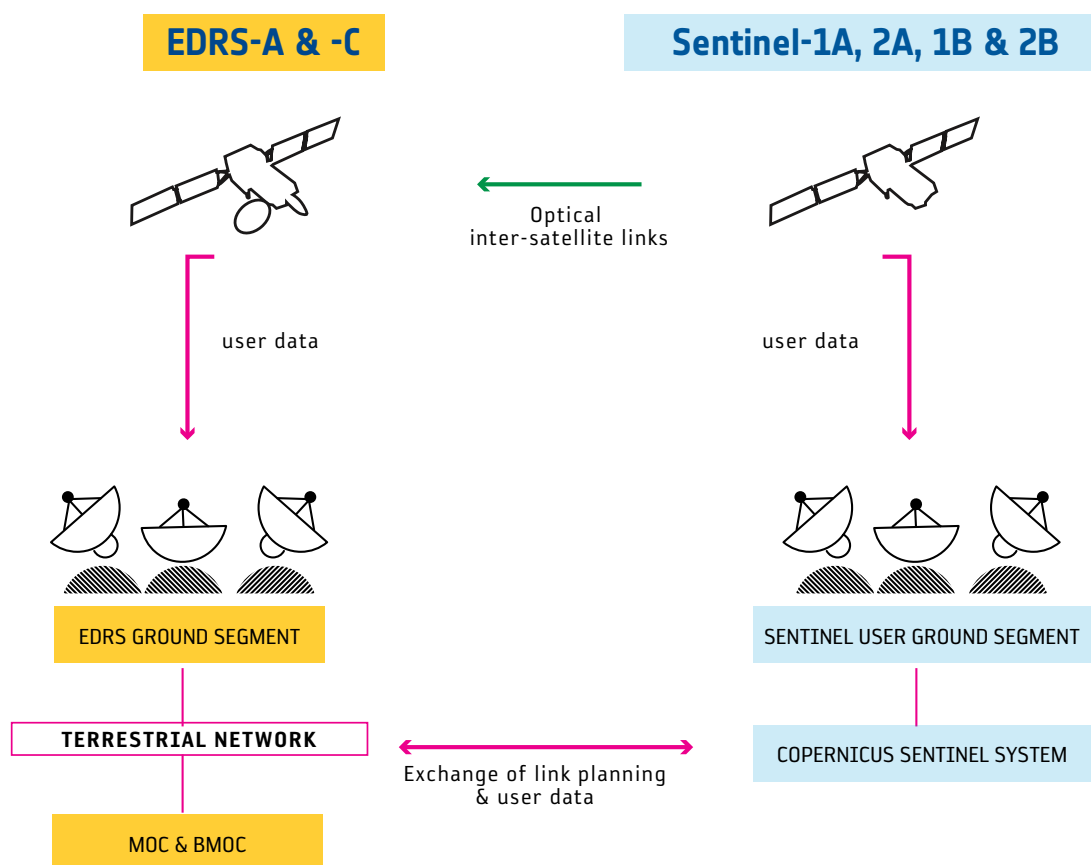 EDRS-A & -C
Sentinel-1A, 2A, 1B & 2B
Optical
inter-satellite links
user data
user data
EDRS GROUND SEGMENT
SENTINEL USER GROUND SEGMENT
TERRESTRIAL NETWORK
COPERNICUS SENTINEL SYSTEM
Exchange of link planning
& user data
MOC & BMOC